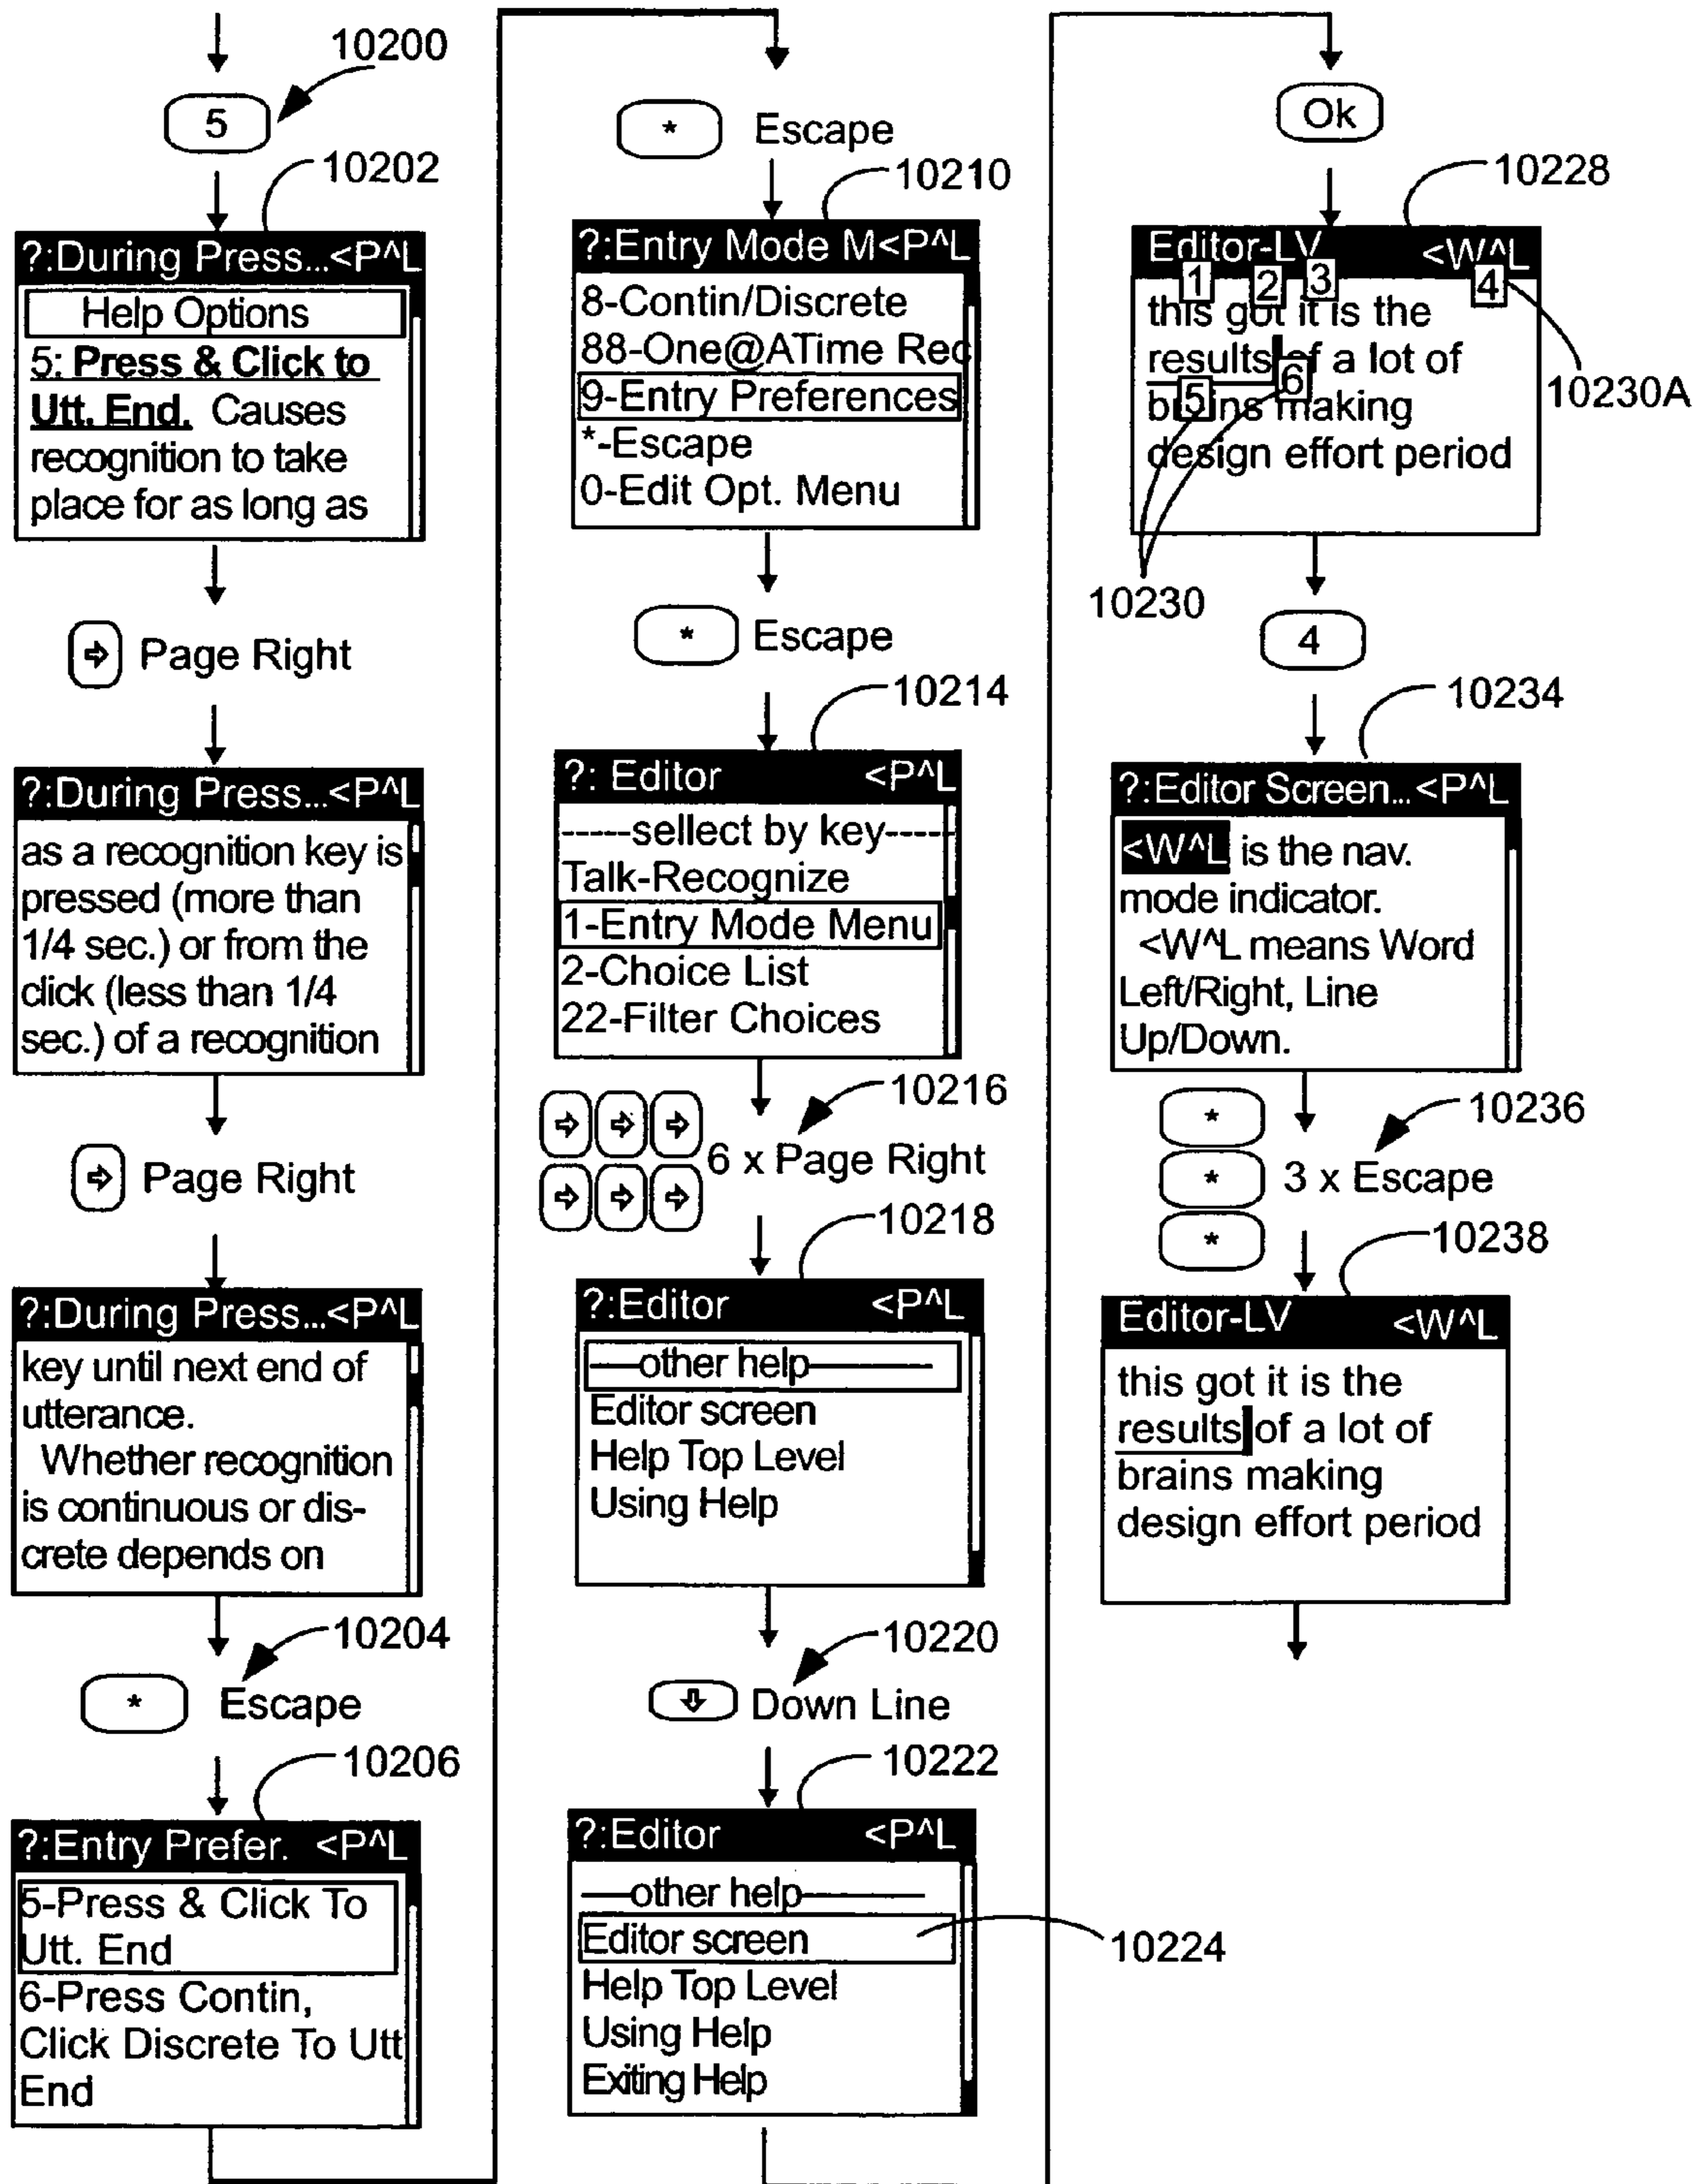 10200
5
10202
?:During Press...<P^L
Help Options
5: Press & Click to
Utt. End. Causes
recognition to take
place for as long as
⇨ Page Right
?:During Press...<P^L
as a recognition key is
pressed (more than
1/4 sec.) or from the
click (less than 1/4
sec.) of a recognition
⇨ Page Right
?:During Press...<P^L
key until next end of
utterance.
Whether recognition
is continuous or dis-
crete depends on
10204
* Escape
10206
?:Entry Prefer. <P^L
5-Press & Click To
Utt. End
6-Press Contin,
Click Discrete To Utt
End
* Escape
10210
?:Entry Mode M<P^L
8-Contin/Discrete
88-One@ATime Rec
9-Entry Preferences
*-Escape
0-Edit Opt. Menu
* Escape
10214
?: Editor <P^L
-----sellect by key-----
Talk-Recognize
1-Entry Mode Menu
2-Choice List
22-Filter Choices
10216
⇨ ⇨ ⇨
6 x Page Right
⇨ ⇨ ⇨
10218
?:Editor <P^L
—other help———
Editor screen
Help Top Level
Using Help
10220
⇩ Down Line
10222
?:Editor <P^L
—other help———
Editor screen
10224
Help Top Level
Using Help
Exiting Help
Ok
10228
Editor-LV <W^L
1 2 3 4
this got it is the
results of a lot of
10230A
5 6
brains making
design effort period
10230
4
10234
?:Editor Screen...<P^L
<W^L is the nav.
mode indicator.
<W^L means Word
Left/Right, Line
Up/Down.
*
10236
* 3 x Escape
*
10238
Editor-LV <W^L
this got it is the
results of a lot of
brains making
design effort period